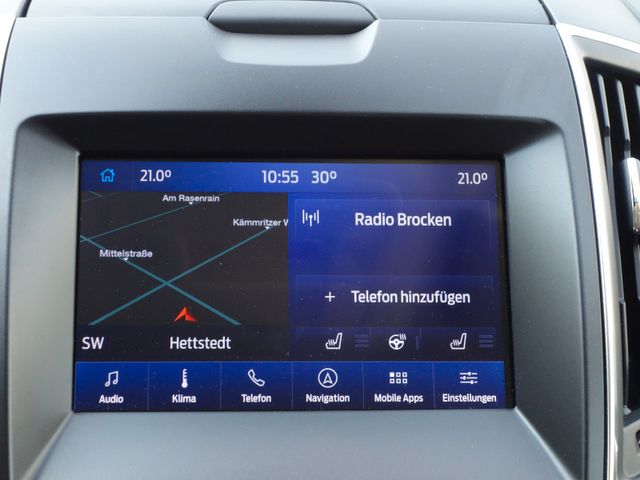 21.0° 10:55 30° 21.0°
Am Rasenrain
Kämmritzer W
Mittelstraße
Radio Brocken
+ Telefon hinzufügen
SW Hettstedt
Audio Klima Telefon Navigation Mobile Apps Einstellungen